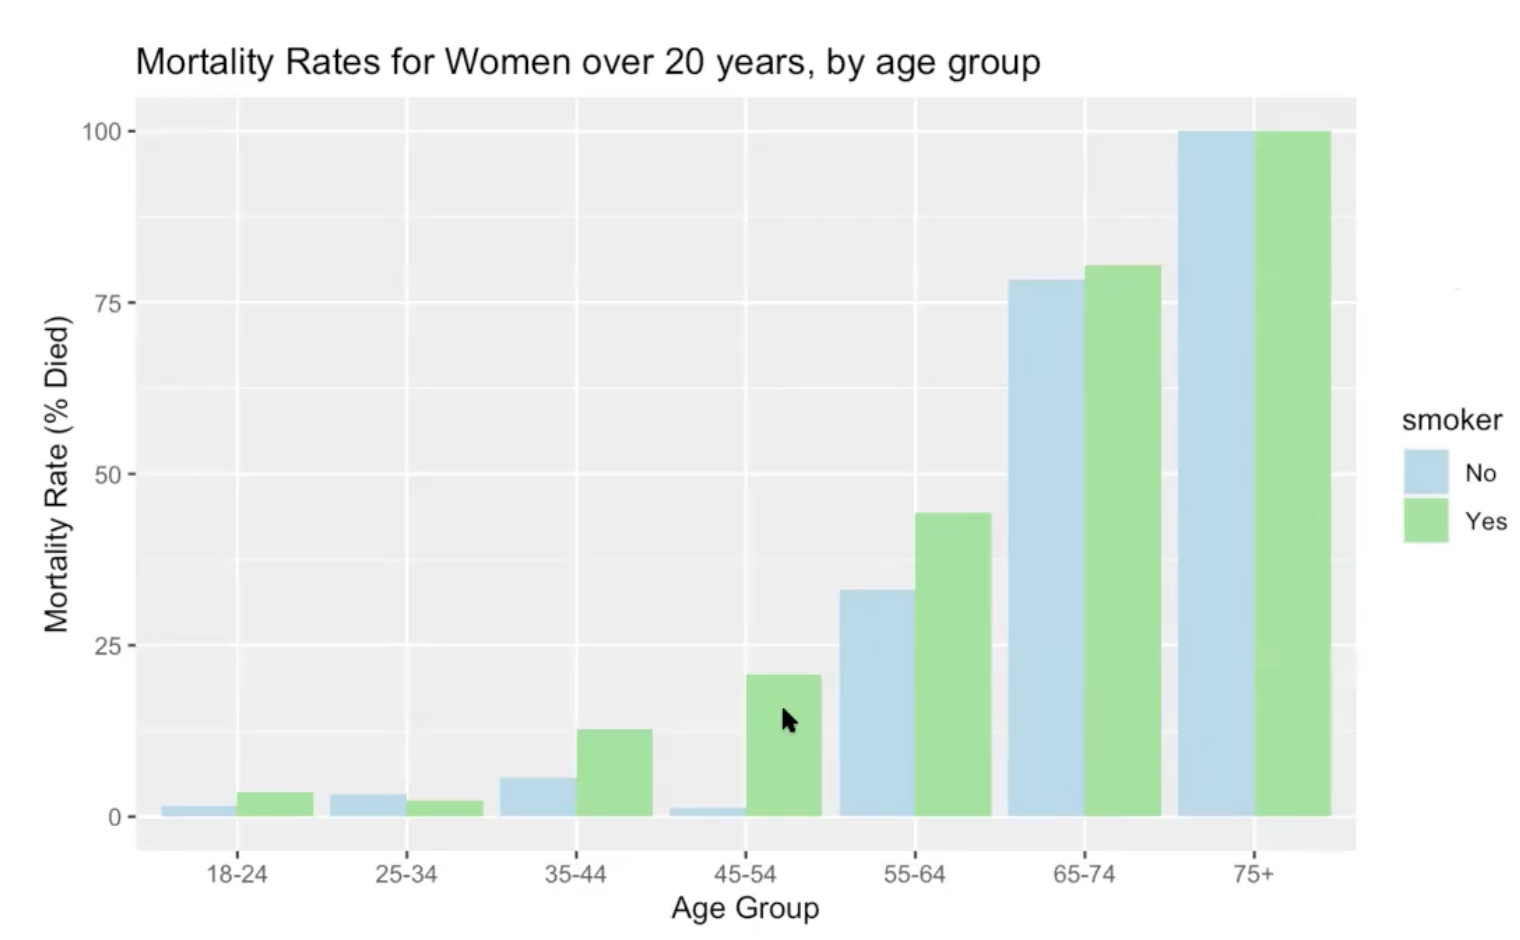 Mortality Rates for Women over 20 years, by age group
Mortality Rate (% Died)
100
75
50
25
0
18-24 25-34 35-44 45-54 55-64 65-74 75+
Age Group
smoker
No
Yes